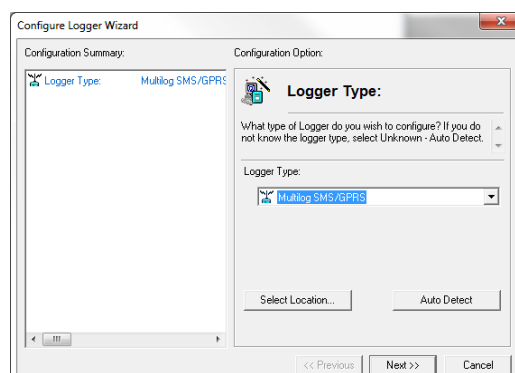 Configure Logger Wizard
Configuration Summary:
Configuration Option:
Logger Type: Multilog SMS/GPRS
Logger Type:
What type of Logger do you wish to configure? If you do
not know the logger type, select Unknown - Auto Detect.
Logger Type:
Multilog SMS/GPRS
Select Location...
Auto Detect
<< Previous
Next >>
Cancel